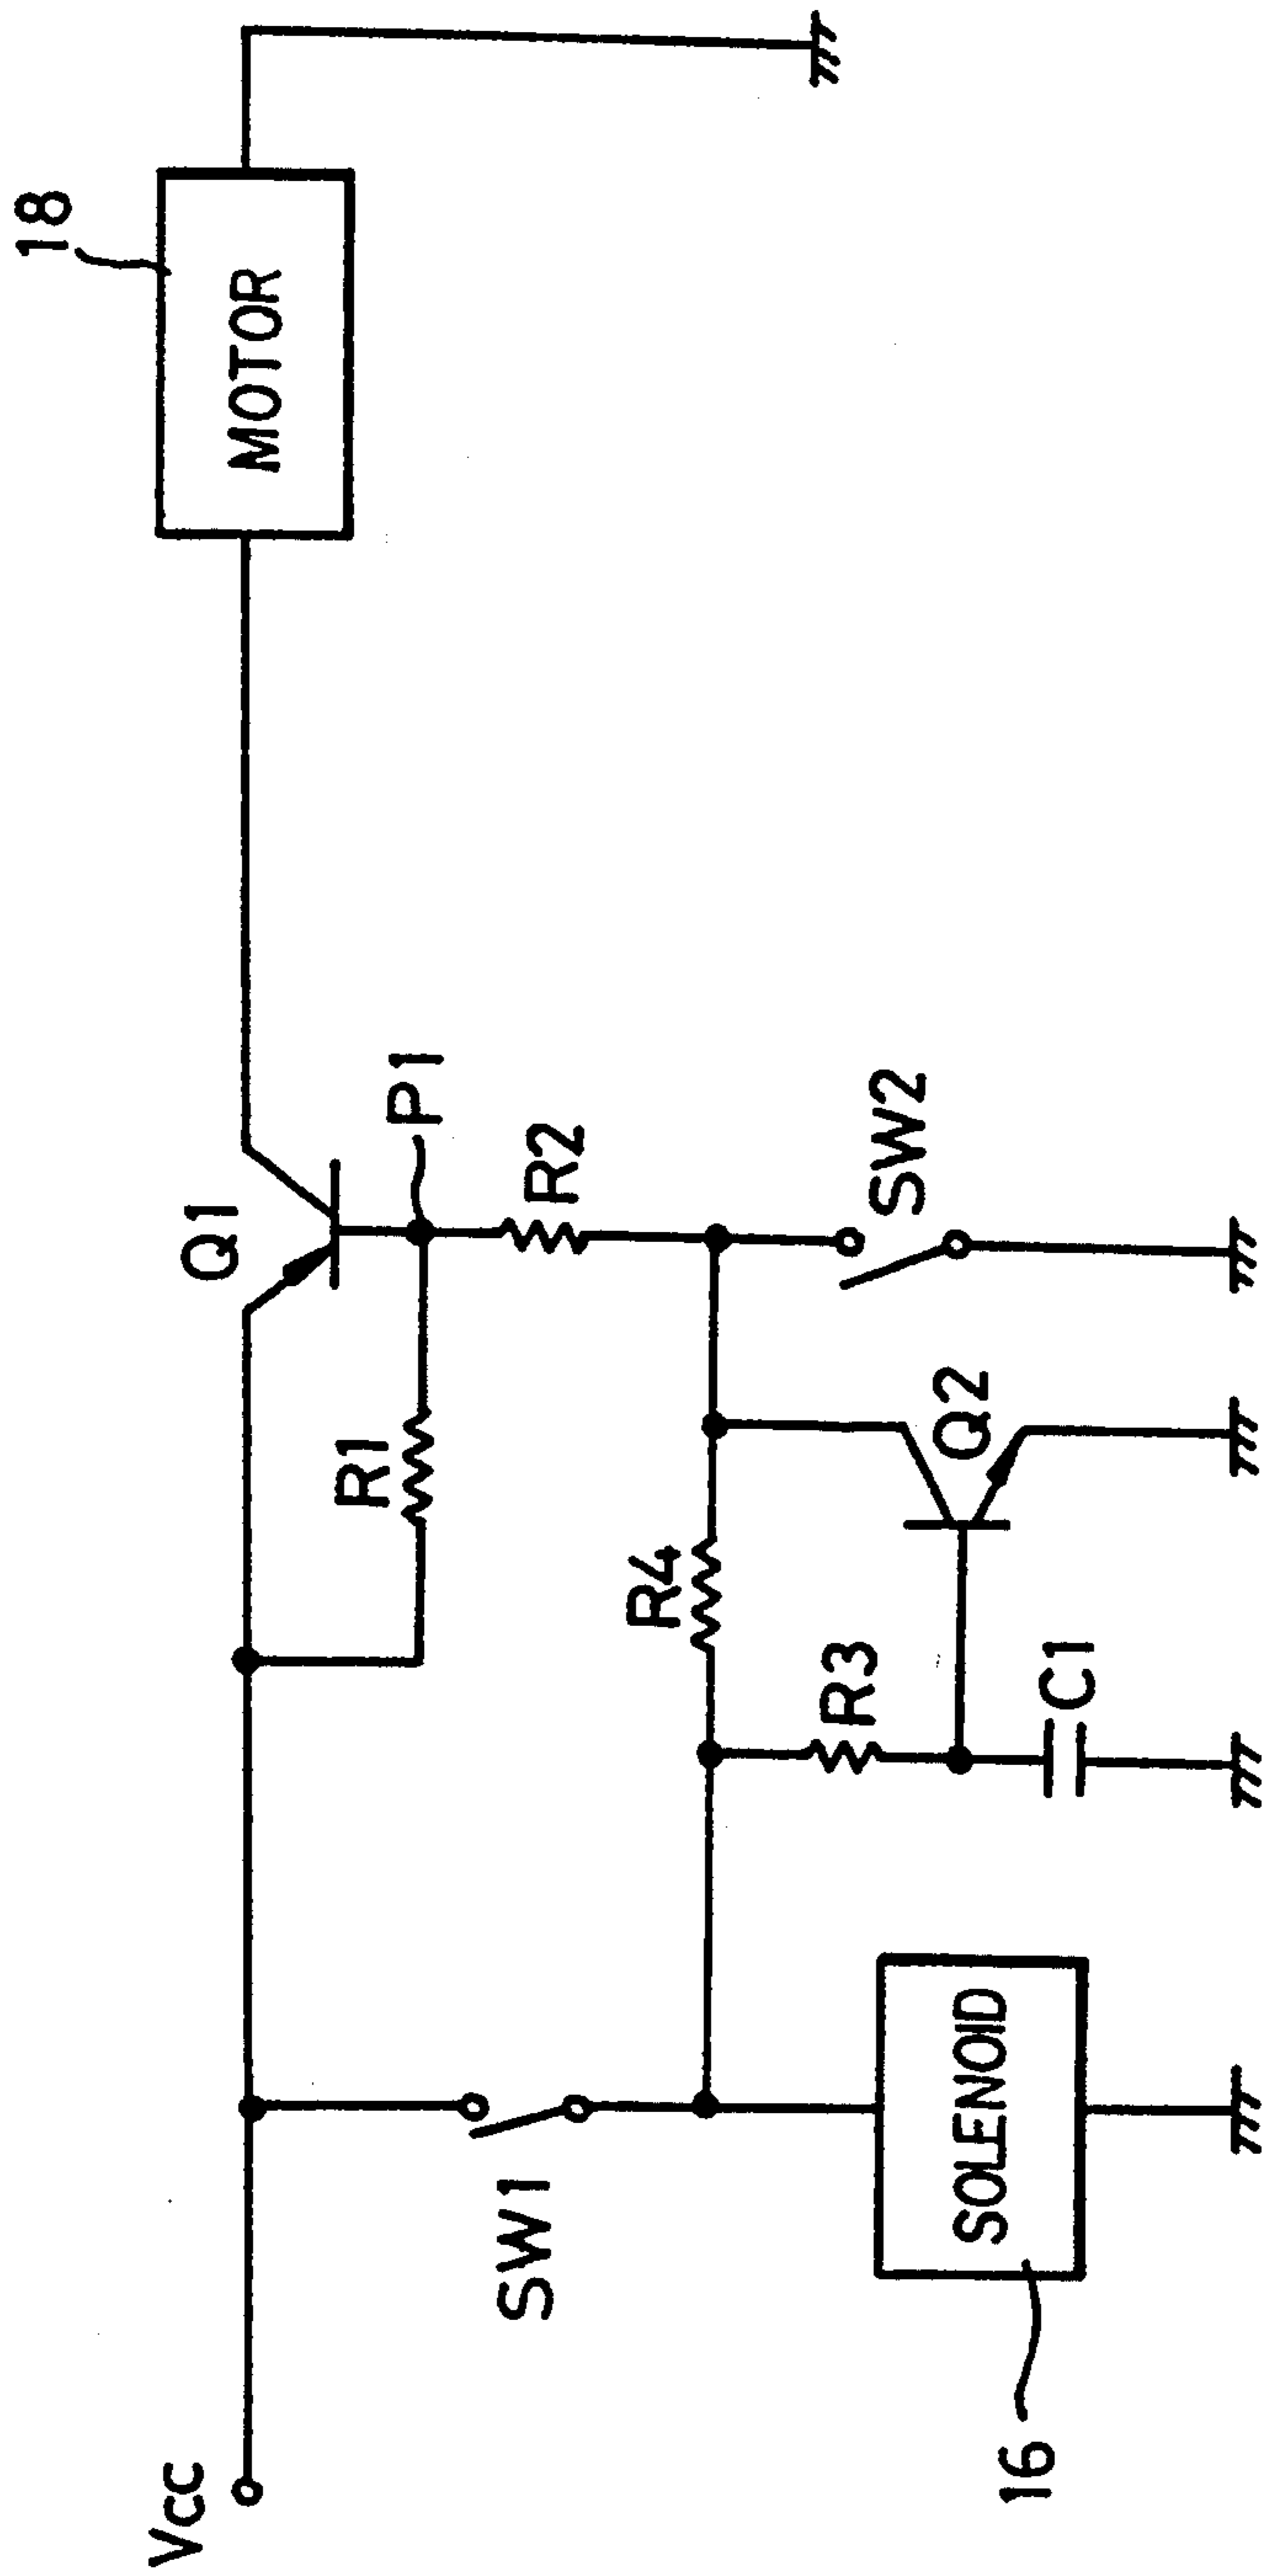 Vcc
Q1
18
MOTOR
R1
P1
SW1
R4
R2
R3
SW2
Q2
C1
SOLENOID
16